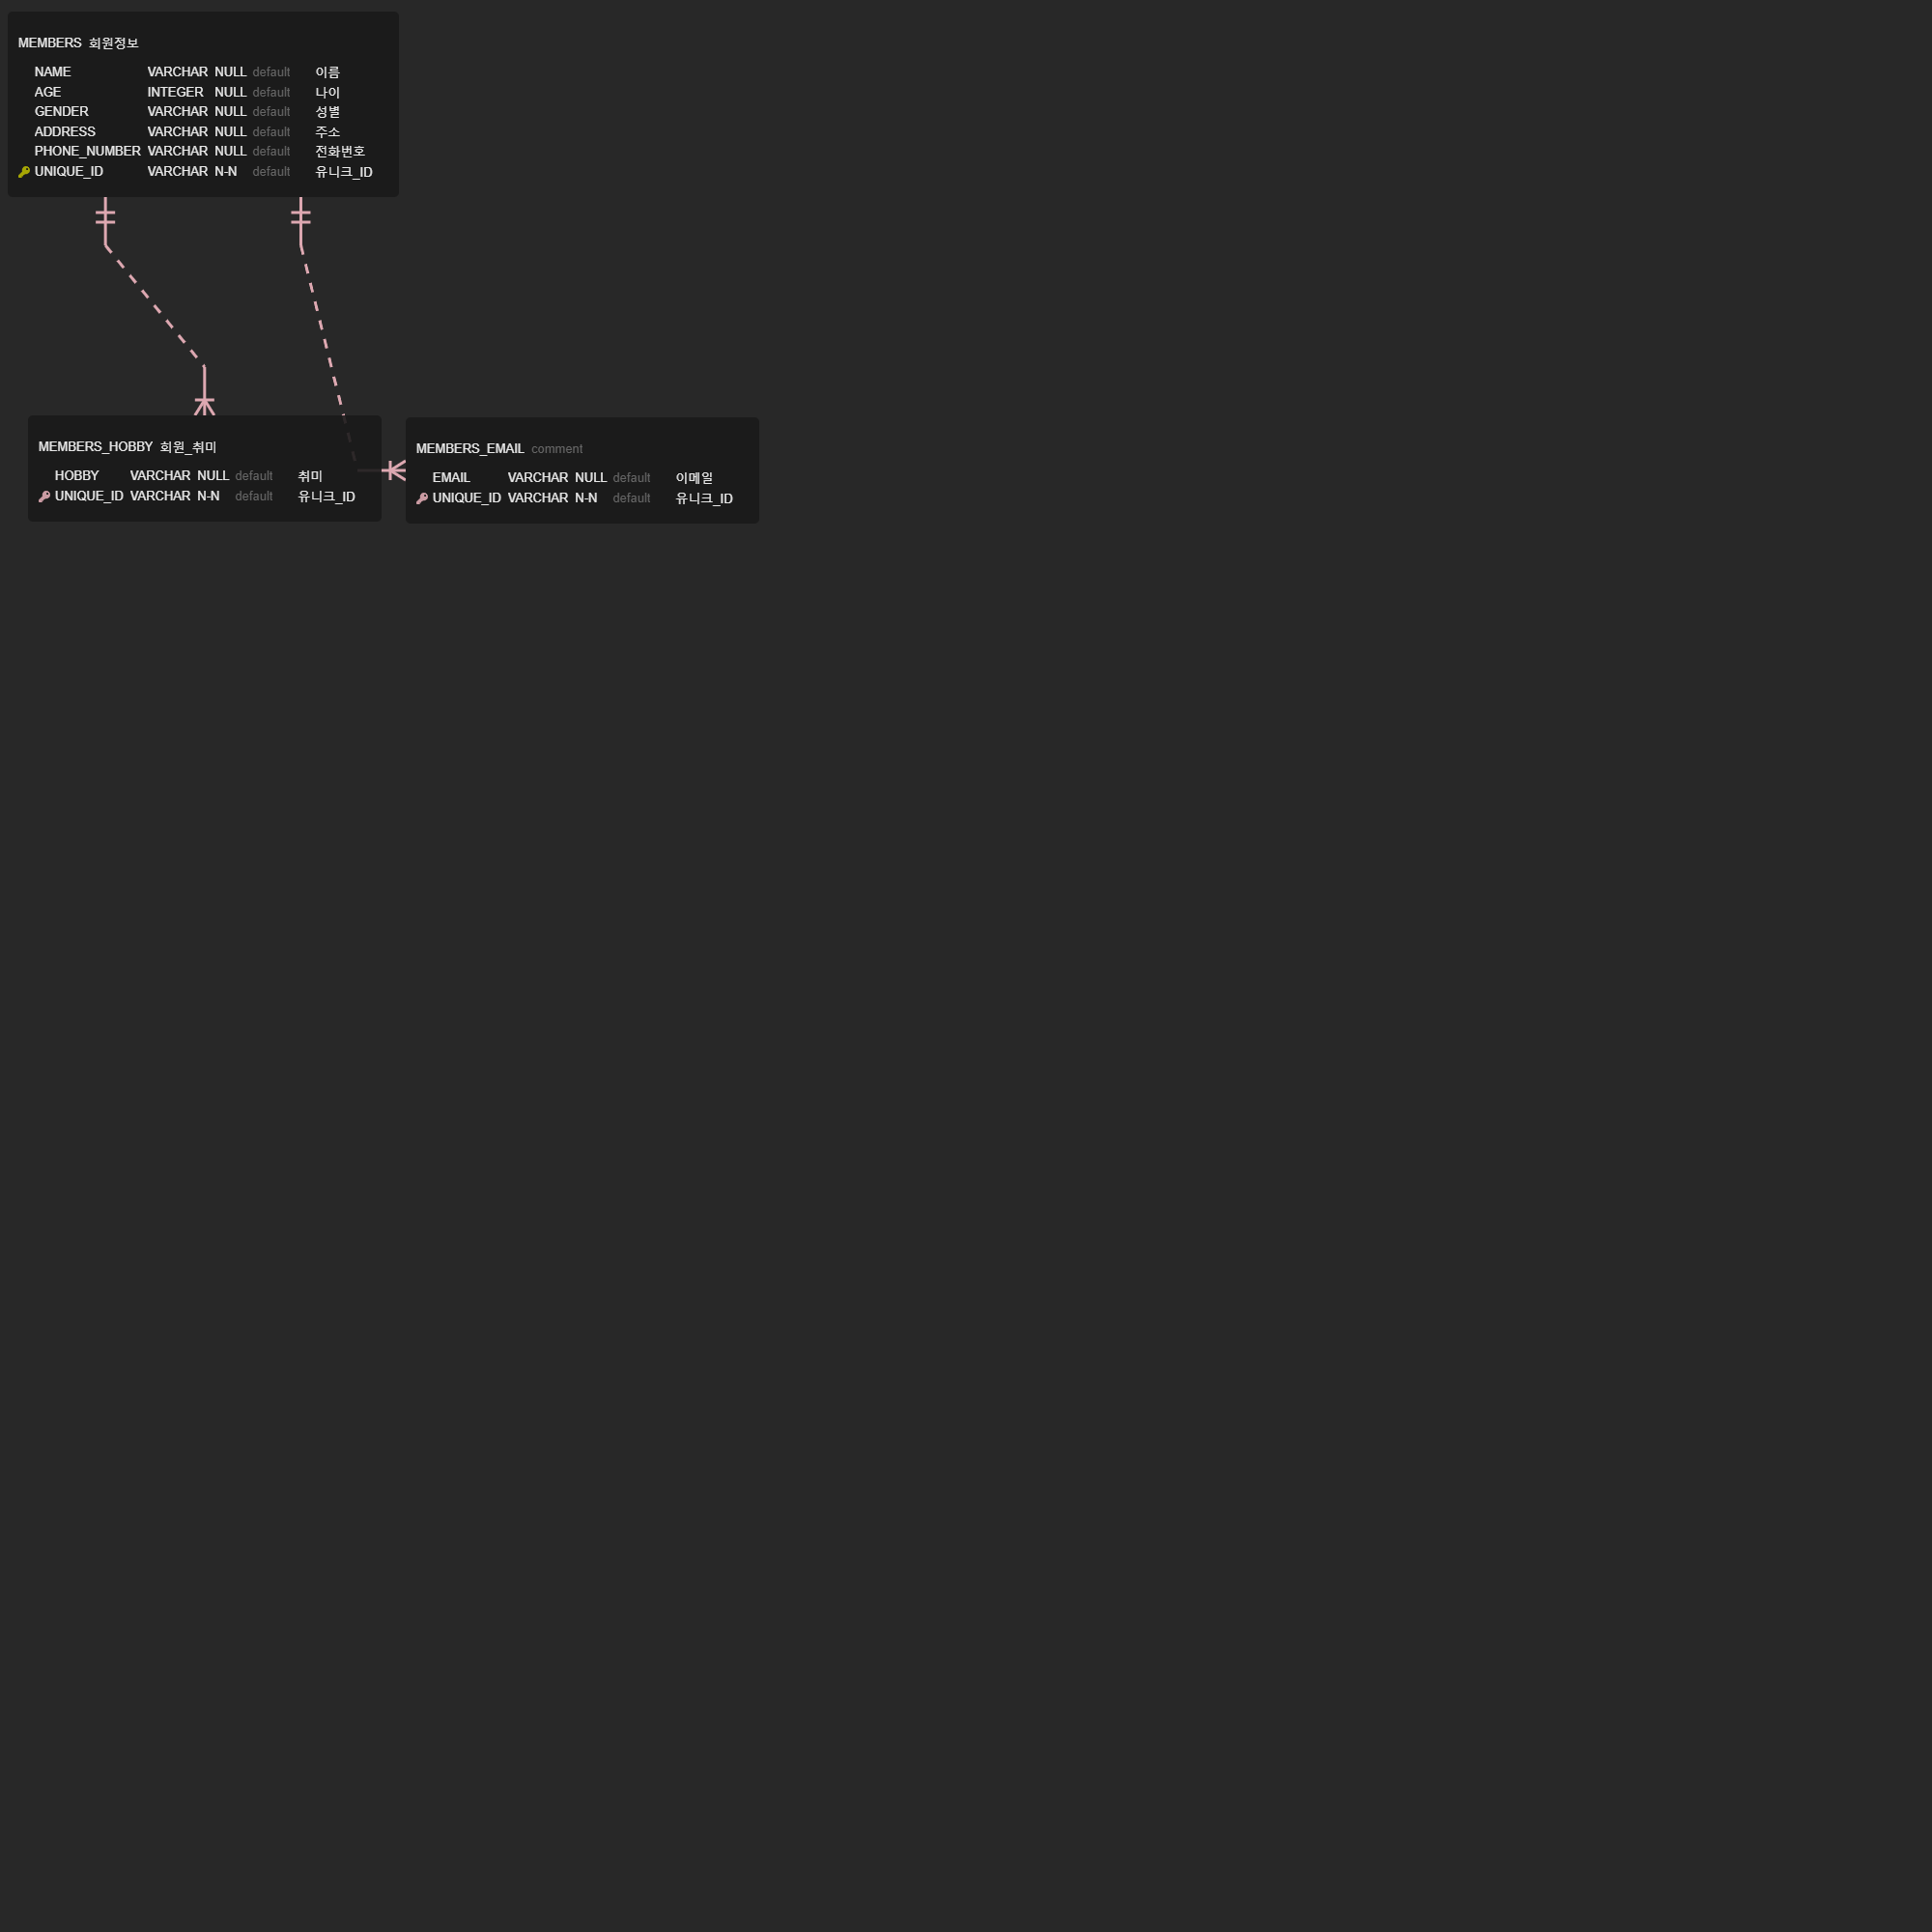 MEMBERS 회원정보
NAME VARCHAR NULL default 이름
AGE INTEGER NULL default 나이
GENDER VARCHAR NULL default 성별
ADDRESS VARCHAR NULL default 주소
PHONE_NUMBER VARCHAR NULL default 전화번호
UNIQUE_ID VARCHAR N-N default 유니크_ID
MEMBERS_HOBBY 회원_취미
HOBBY VARCHAR NULL default 취미
UNIQUE_ID VARCHAR N-N default 유니크_ID
MEMBERS_EMAIL comment
EMAIL VARCHAR NULL default 이메일
UNIQUE_ID VARCHAR N-N default 유니크_ID